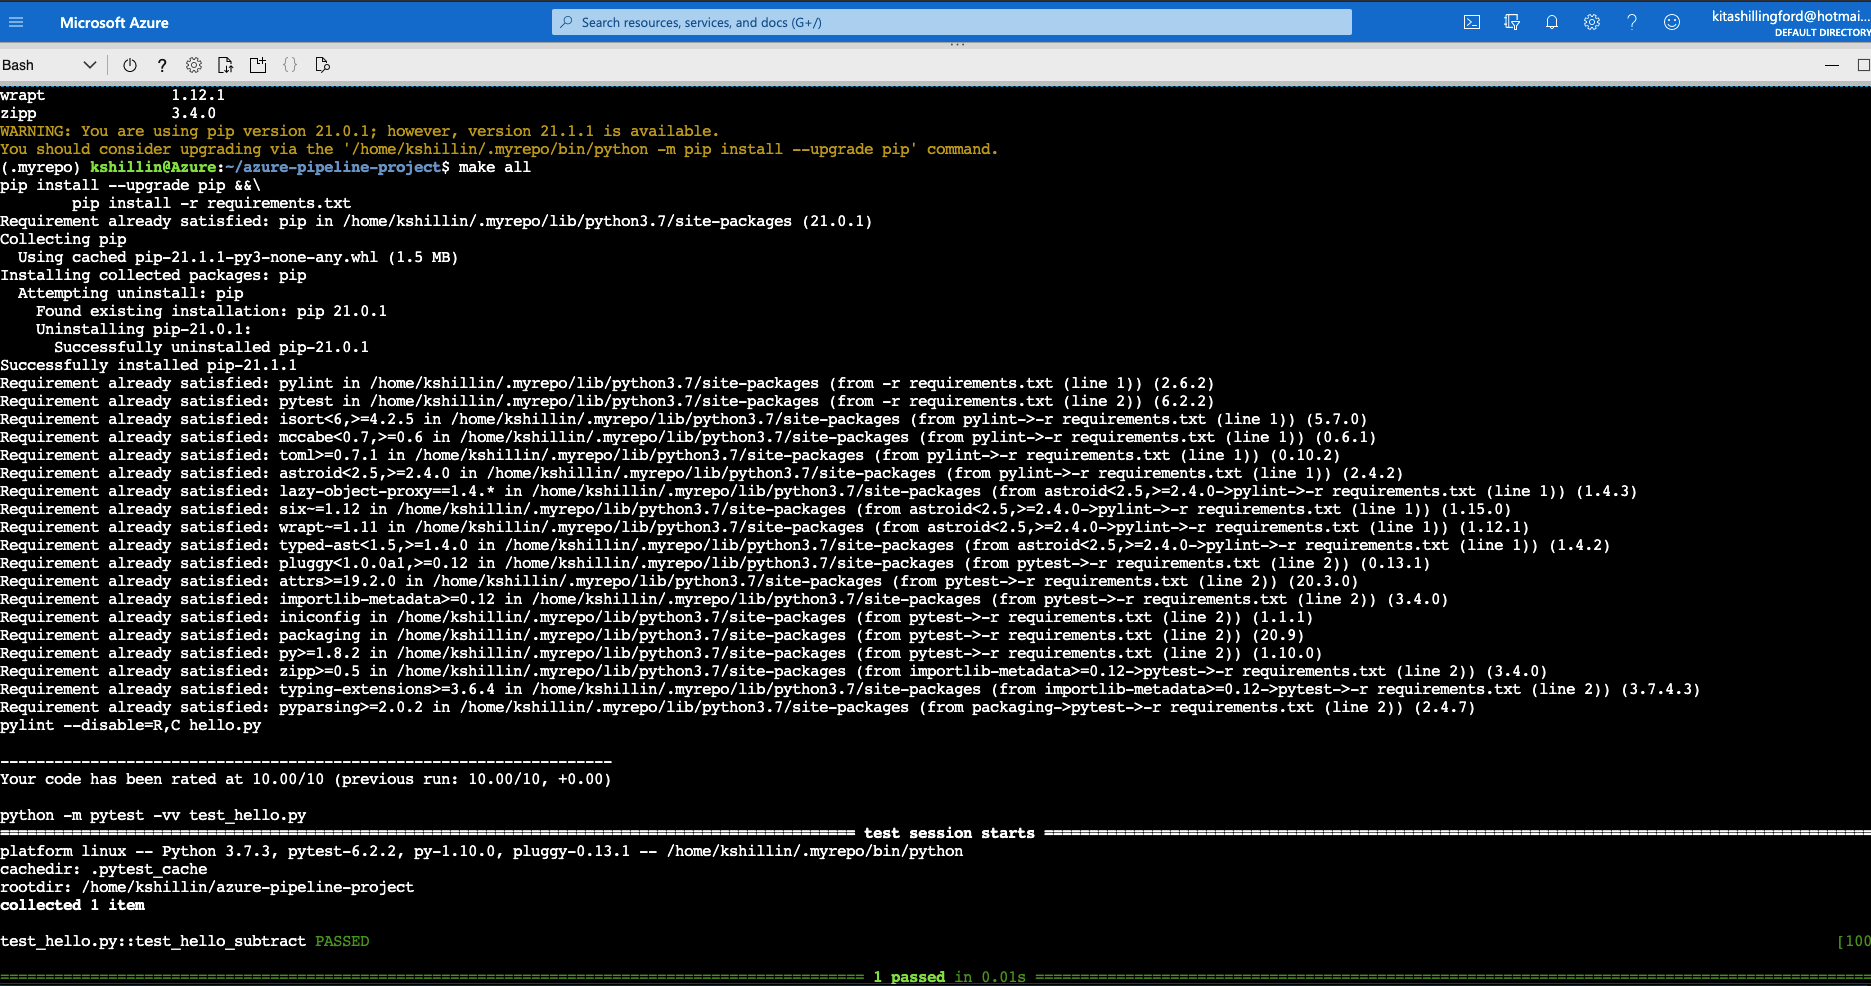 Microsoft Azure
Search resources, services, and docs (G+/)
kitashillingford@hotmai...
DEFAULT DIRECTORY
Bash
wrapt 1.12.1
zipp 3.4.0
WARNING: You are using pip version 21.0.1; however, version 21.1.1 is available.
You should consider upgrading via the '/home/kshillin/.myrepo/bin/python -m pip install --upgrade pip' command.
(.myrepo) kshillin@Azure:~/azure-pipeline-project$ make all
pip install --upgrade pip &&\
pip install -r requirements.txt
Requirement already satisfied: pip in /home/kshillin/.myrepo/lib/python3.7/site-packages (21.0.1)
Collecting pip
Using cached pip-21.1.1-py3-none-any.whl (1.5 MB)
Installing collected packages: pip
Attempting uninstall: pip
Found existing installation: pip 21.0.1
Uninstalling pip-21.0.1:
Successfully uninstalled pip-21.0.1
Successfully installed pip-21.1.1
Requirement already satisfied: pylint in /home/kshillin/.myrepo/lib/python3.7/site-packages (from -r requirements.txt (line 1)) (2.6.2)
Requirement already satisfied: pytest in /home/kshillin/.myrepo/lib/python3.7/site-packages (from -r requirements.txt (line 2)) (6.2.2)
Requirement already satisfied: isort<6,>=4.2.5 in /home/kshillin/.myrepo/lib/python3.7/site-packages (from pylint->-r requirements.txt (line 1)) (5.7.0)
Requirement already satisfied: mccabe<0.7,>=0.6 in /home/kshillin/.myrepo/lib/python3.7/site-packages (from pylint->-r requirements.txt (line 1)) (0.6.1)
Requirement already satisfied: toml>=0.7.1 in /home/kshillin/.myrepo/lib/python3.7/site-packages (from pylint->-r requirements.txt (line 1)) (0.10.2)
Requirement already satisfied: astroid<2.5,>=2.4.0 in /home/kshillin/.myrepo/lib/python3.7/site-packages (from pylint->-r requirements.txt (line 1)) (2.4.2)
Requirement already satisfied: lazy-object-proxy==1.4.* in /home/kshillin/.myrepo/lib/python3.7/site-packages (from astroid<2.5,>=2.4.0->pylint->-r requirements.txt (line 1)) (1.4.3)
Requirement already satisfied: six~=1.12 in /home/kshillin/.myrepo/lib/python3.7/site-packages (from astroid<2.5,>=2.4.0->pylint->-r requirements.txt (line 1)) (1.15.0)
Requirement already satisfied: wrapt~=1.11 in /home/kshillin/.myrepo/lib/python3.7/site-packages (from astroid<2.5,>=2.4.0->pylint->-r requirements.txt (line 1)) (1.12.1)
Requirement already satisfied: typed-ast<1.5,>=1.4.0 in /home/kshillin/.myrepo/lib/python3.7/site-packages (from astroid<2.5,>=2.4.0->pylint->-r requirements.txt (line 1)) (1.4.2)
Requirement already satisfied: pluggy<1.0.0a1,>=0.12 in /home/kshillin/.myrepo/lib/python3.7/site-packages (from pytest->-r requirements.txt (line 2)) (0.13.1)
Requirement already satisfied: attrs>=19.2.0 in /home/kshillin/.myrepo/lib/python3.7/site-packages (from pytest->-r requirements.txt (line 2)) (20.3.0)
Requirement already satisfied: importlib-metadata>=0.12 in /home/kshillin/.myrepo/lib/python3.7/site-packages (from pytest->-r requirements.txt (line 2)) (3.4.0)
Requirement already satisfied: iniconfig in /home/kshillin/.myrepo/lib/python3.7/site-packages (from pytest->-r requirements.txt (line 2)) (1.1.1)
Requirement already satisfied: packaging in /home/kshillin/.myrepo/lib/python3.7/site-packages (from pytest->-r requirements.txt (line 2)) (20.9)
Requirement already satisfied: py>=1.8.2 in /home/kshillin/.myrepo/lib/python3.7/site-packages (from pytest->-r requirements.txt (line 2)) (1.10.0)
Requirement already satisfied: zipp>=0.5 in /home/kshillin/.myrepo/lib/python3.7/site-packages (from importlib-metadata>=0.12->pytest->-r requirements.txt (line 2)) (3.4.0)
Requirement already satisfied: typing-extensions>=3.6.4 in /home/kshillin/.myrepo/lib/python3.7/site-packages (from importlib-metadata>=0.12->pytest->-r requirements.txt (line 2)) (3.7.4.3)
Requirement already satisfied: pyparsing>=2.0.2 in /home/kshillin/.myrepo/lib/python3.7/site-packages (from packaging->pytest->-r requirements.txt (line 2)) (2.4.7)
pylint --disable=R,C hello.py
--------------------------------------------------------------------
Your code has been rated at 10.00/10 (previous run: 10.00/10, +0.00)
python -m pytest -vv test_hello.py
=============================================================================================== test session starts ===============================================================================================
platform linux -- Python 3.7.3, pytest-6.2.2, py-1.10.0, pluggy-0.13.1 -- /home/kshillin/.myrepo/bin/python
cachedir: .pytest_cache
rootdir: /home/kshillin/azure-pipeline-project
collected 1 item
test_hello.py::test_hello_subtract PASSED [100
================================================================================================ 1 passed in 0.01s ================================================================================================